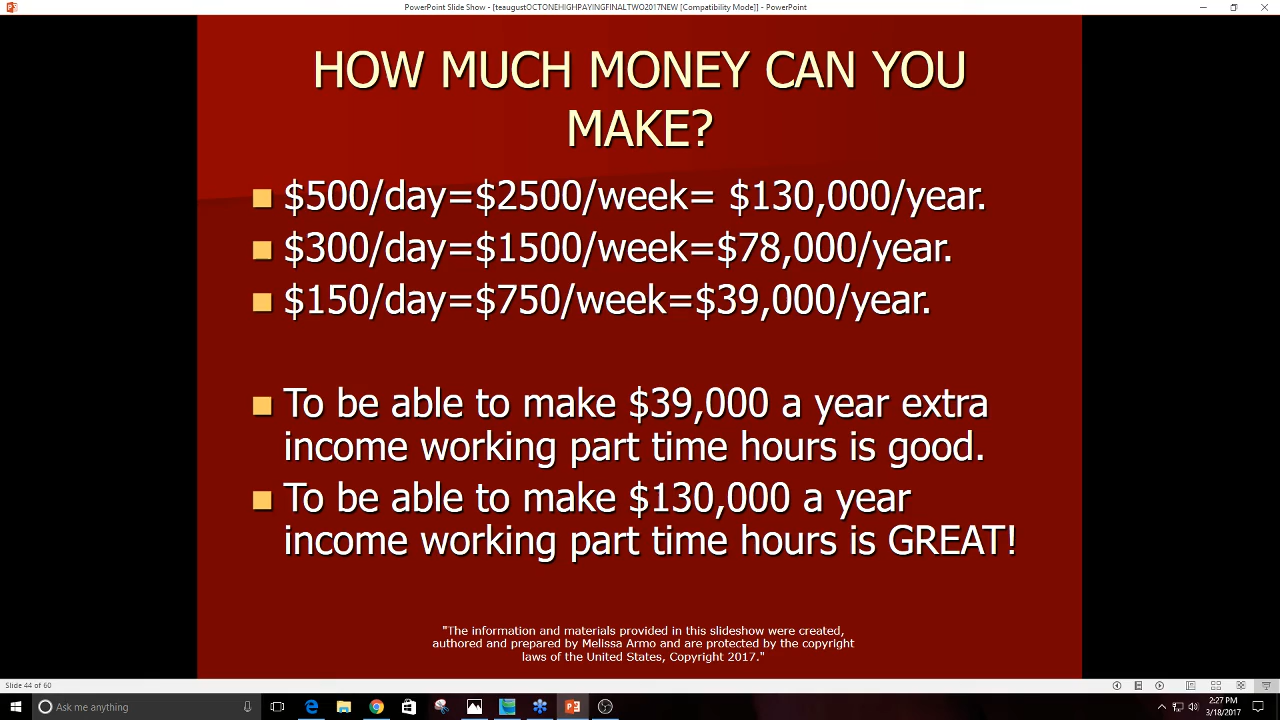 PowerPoint Slide Show - [teaugustOCTONEHIGHPAYINGFINALTWO2017NEW [Compatibility Mode]] - PowerPoint
HOW MUCH MONEY CAN YOU
MAKE?
$500/day=$2500/week= $130,000/year.
$300/day=$1500/week=$78,000/year.
$150/day=$750/week=$39,000/year.
To be able to make $39,000 a year extra
income working part time hours is good.
To be able to make $130,000 a year
income working part time hours is GREAT!
"The information and materials provided in this slideshow were created,
authored and prepared by Melissa Armo and are protected by the copyright
laws of the United States, Copyright 2017."
Slide 44 of 60
Ask me anything
2:27 PM
3/18/2017